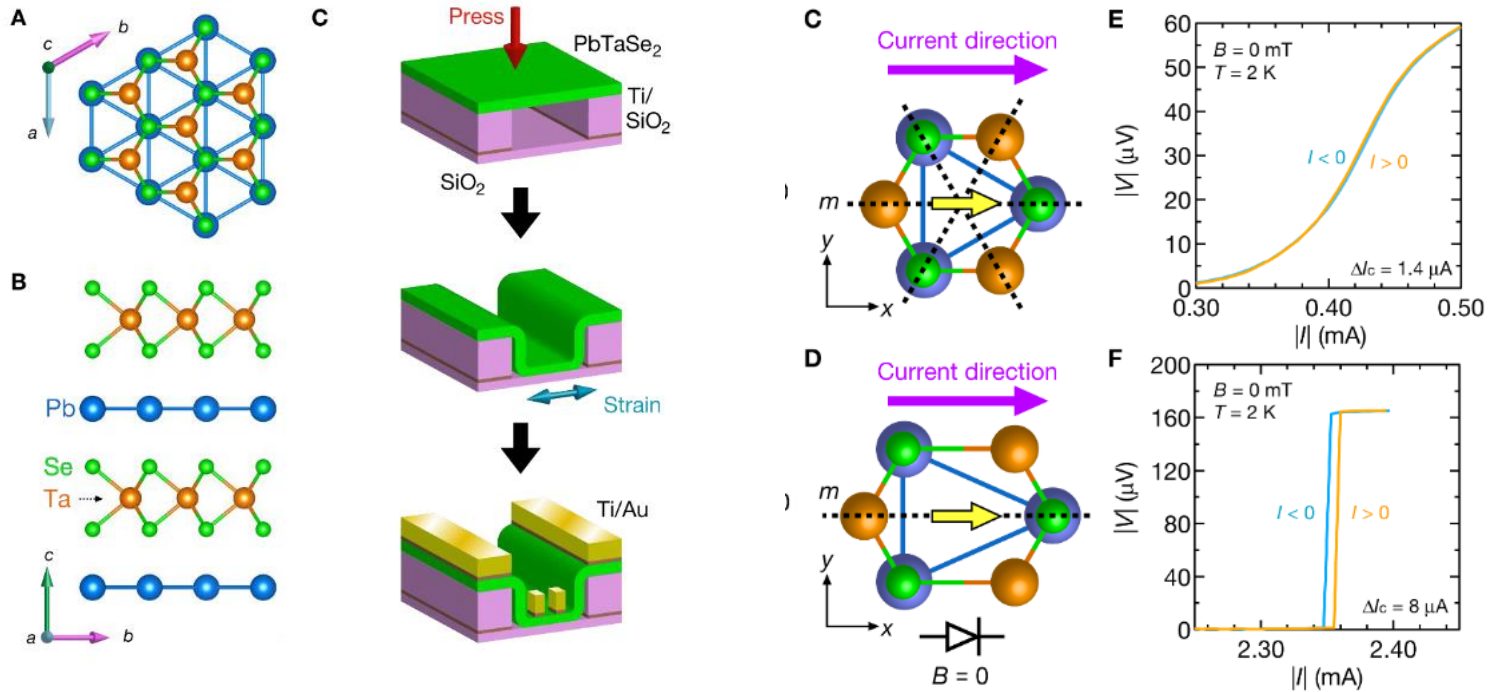 A
c
b
a
B
Pb
Se
Ta
c
a
b
C
Press
PbTaSe₂
Ti/
SiO₂
SiO₂
Strain
Ti/Au
C
Current direction
)
m
y
x
D
Current direction
)
m
y
x
B = 0
E
60
50
40
30
20
10
0
|V| (μV)
B = 0 mT
T = 2 K
I < 0
I > 0
ΔIc = 1.4 μA
0.30
0.40
0.50
|I| (mA)
F
200
160
120
80
40
0
|V| (μV)
B = 0 mT
T = 2 K
I < 0
I > 0
ΔIc = 8 μA
2.30
2.40
|I| (mA)